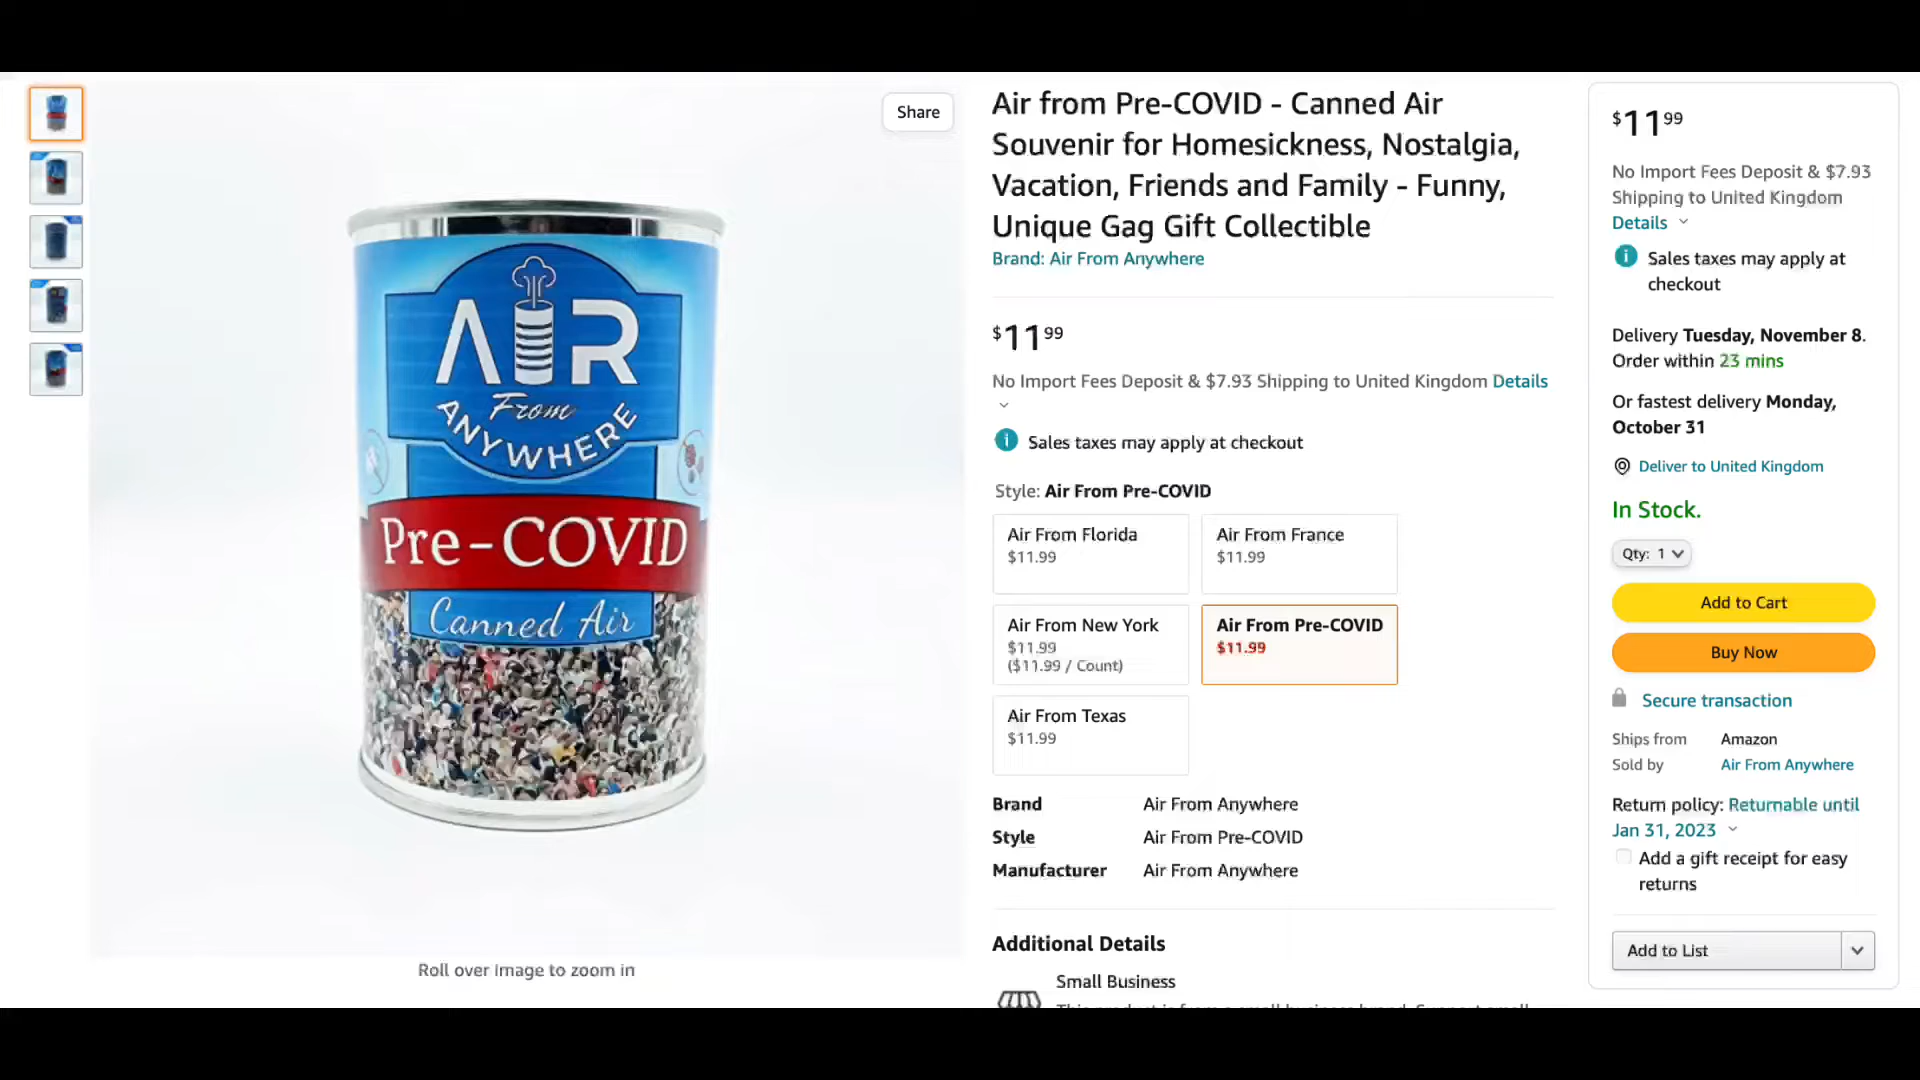 Share
AIR
From
ANYWHERE
Pre-COVID
Canned Air
Roll over image to zoom in
Air from Pre-COVID - Canned Air
Souvenir for Homesickness, Nostalgia,
Vacation, Friends and Family - Funny,
Unique Gag Gift Collectible
Brand: Air From Anywhere
$11 99
No Import Fees Deposit & $7.93 Shipping to United Kingdom Details
Sales taxes may apply at checkout
Style: Air From Pre-COVID
Air From Florida
$11.99
Air From France
$11.99
Air From New York
$11.99
($11.99 / Count)
Air From Pre-COVID
$11.99
Air From Texas
$11.99
Brand Air From Anywhere
Style Air From Pre-COVID
Manufacturer Air From Anywhere
Additional Details
Small Business
This product is from a small business brand. Support small
$11 99
No Import Fees Deposit & $7.93
Shipping to United Kingdom
Details
Sales taxes may apply at
checkout
Delivery Tuesday, November 8.
Order within 23 mins
Or fastest delivery Monday,
October 31
Deliver to United Kingdom
In Stock.
Qty: 1
Add to Cart
Buy Now
Secure transaction
Ships from Amazon
Sold by Air From Anywhere
Return policy: Returnable until
Jan 31, 2023
Add a gift receipt for easy
returns
Add to List